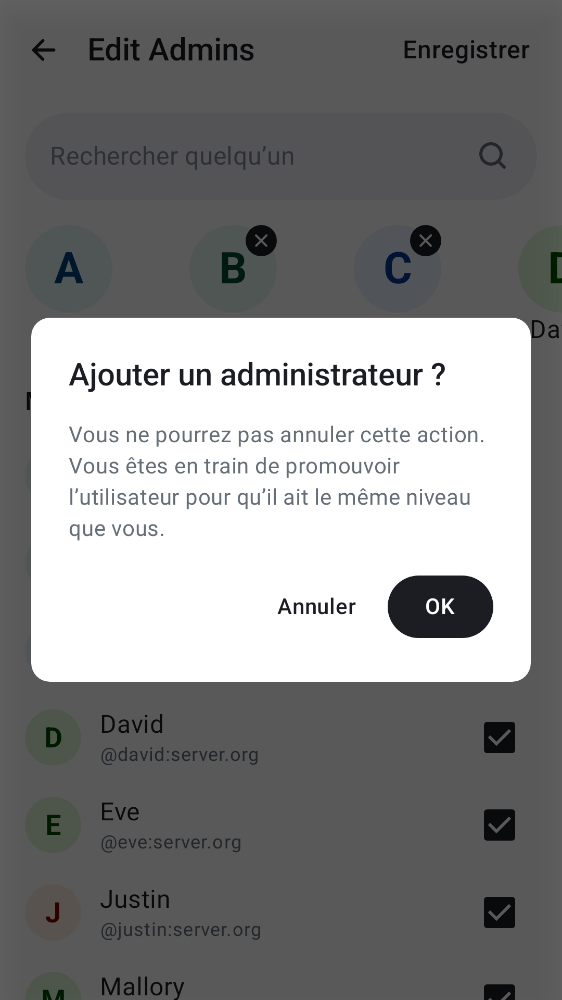 Edit Admins
Enregistrer
Rechercher quelqu’un
A
B
C
Da
Ajouter un administrateur ?
Vous ne pourrez pas annuler cette action.
Vous êtes en train de promouvoir
l’utilisateur pour qu’il ait le même niveau
que vous.
Annuler
OK
D
David
@david:server.org
E
Eve
@eve:server.org
J
Justin
@justin:server.org
M
Mallory